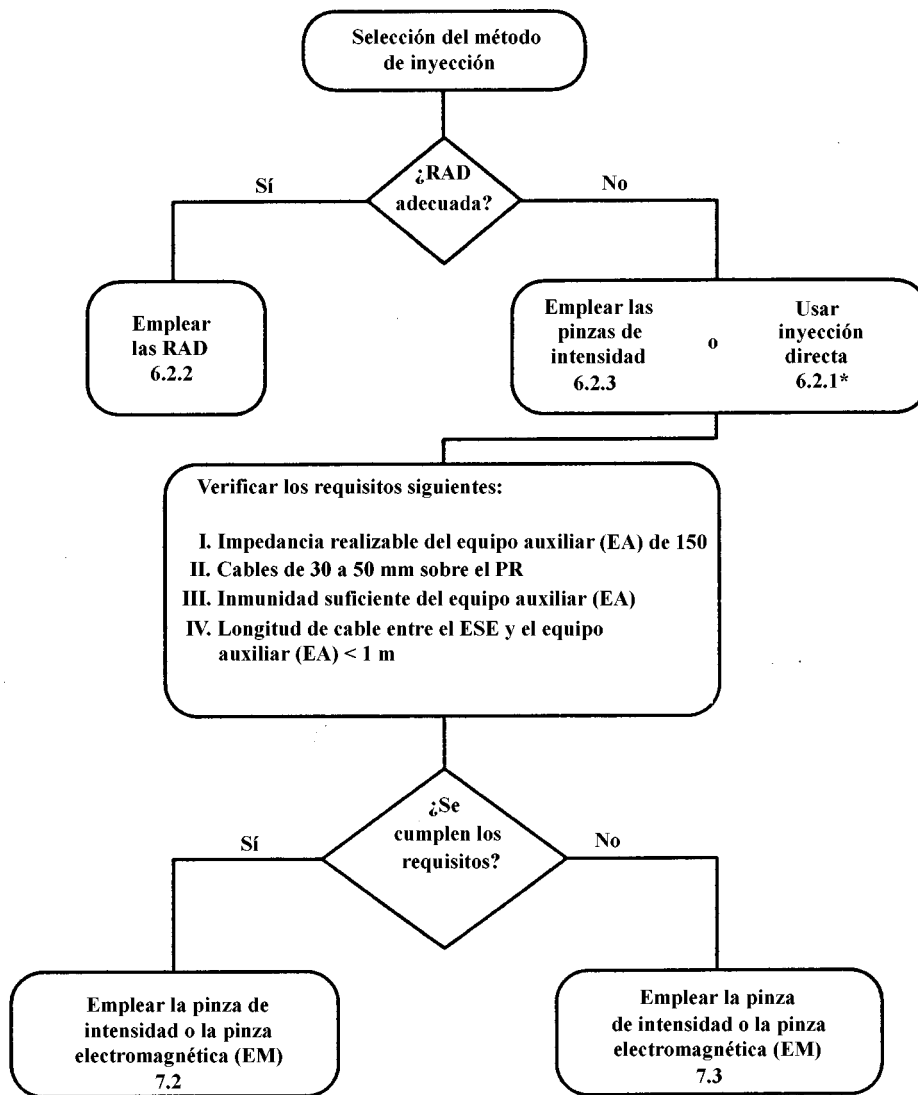 Selección del método
de inyección
¿RAD
adecuada?
Sí
No
Emplear
las RAD
6.2.2
Emplear las
pinzas de
intensidad
6.2.3
o
Usar
inyección
directa
6.2.1*
Verificar los requisitos siguientes:
I. Impedancia realizable del equipo auxiliar (EA) de 150
II. Cables de 30 a 50 mm sobre el PR
III. Inmunidad suficiente del equipo auxiliar (EA)
IV. Longitud de cable entre el ESE y el equipo
auxiliar (EA) < 1 m
¿Se
cumplen los
requisitos?
Sí
No
Emplear la pinza de
intensidad o la pinza
electromagnética (EM)
7.2
Emplear la pinza
de intensidad o la pinza
electromagnética (EM)
7.3